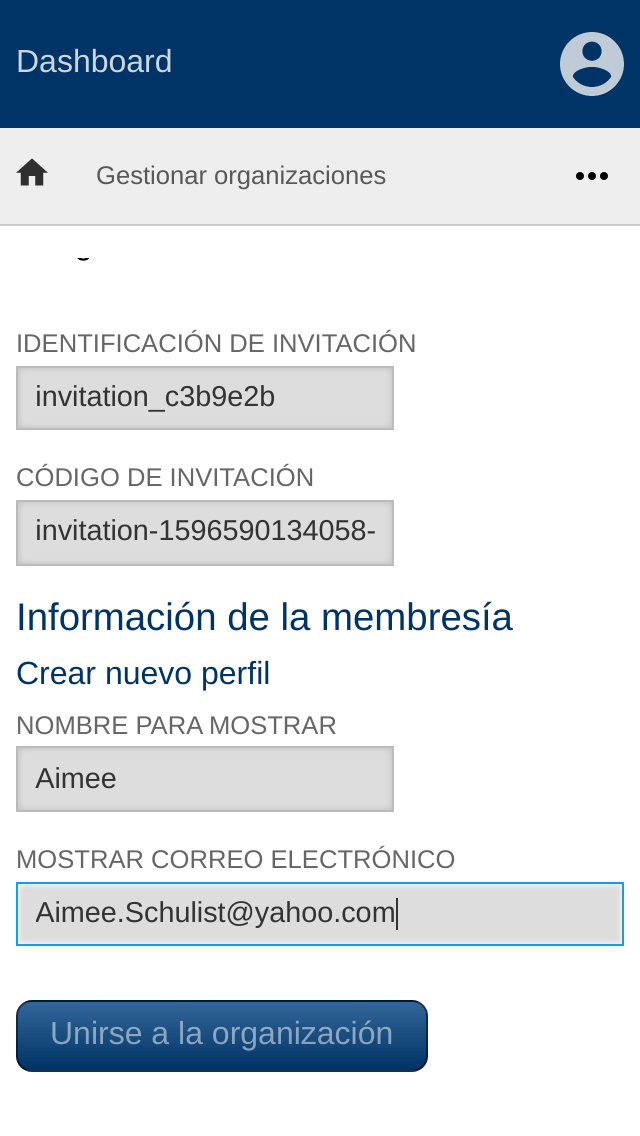 Dashboard
Gestionar organizaciones
IDENTIFICACIÓN DE INVITACIÓN
invitation_c3b9e2b
CÓDIGO DE INVITACIÓN
invitation-1596590134058-
Información de la membresía
Crear nuevo perfil
NOMBRE PARA MOSTRAR
Aimee
MOSTRAR CORREO ELECTRÓNICO
Aimee.Schulist@yahoo.com
Unirse a la organización